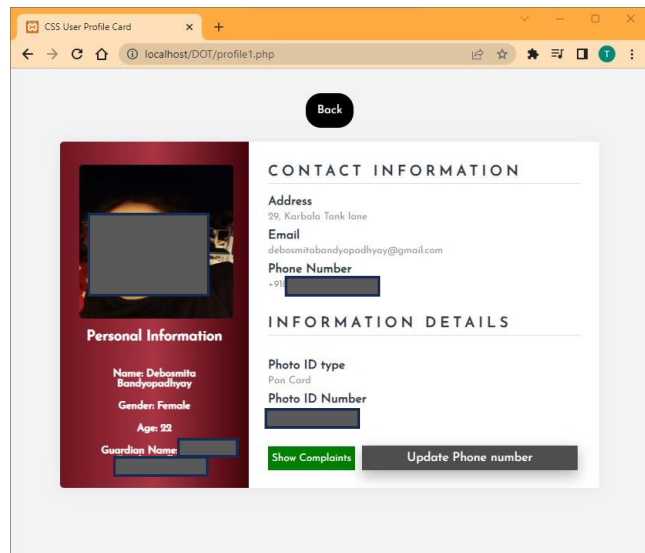 CSS User Profile Card
localhost/DOT/profile1.php
T
Back
CONTACT INFORMATION
Address
29, Karbala Tank lane
Email
debosmitabandyopadhyay@gmail.com
Phone Number
+91
INFORMATION DETAILS
Photo ID type
Pan Card
Photo ID Number
Show Complaints
Update Phone number
Personal Information
Name: Debosmita
Bandyopadhyay
Gender: Female
Age: 22
Guardian Name: